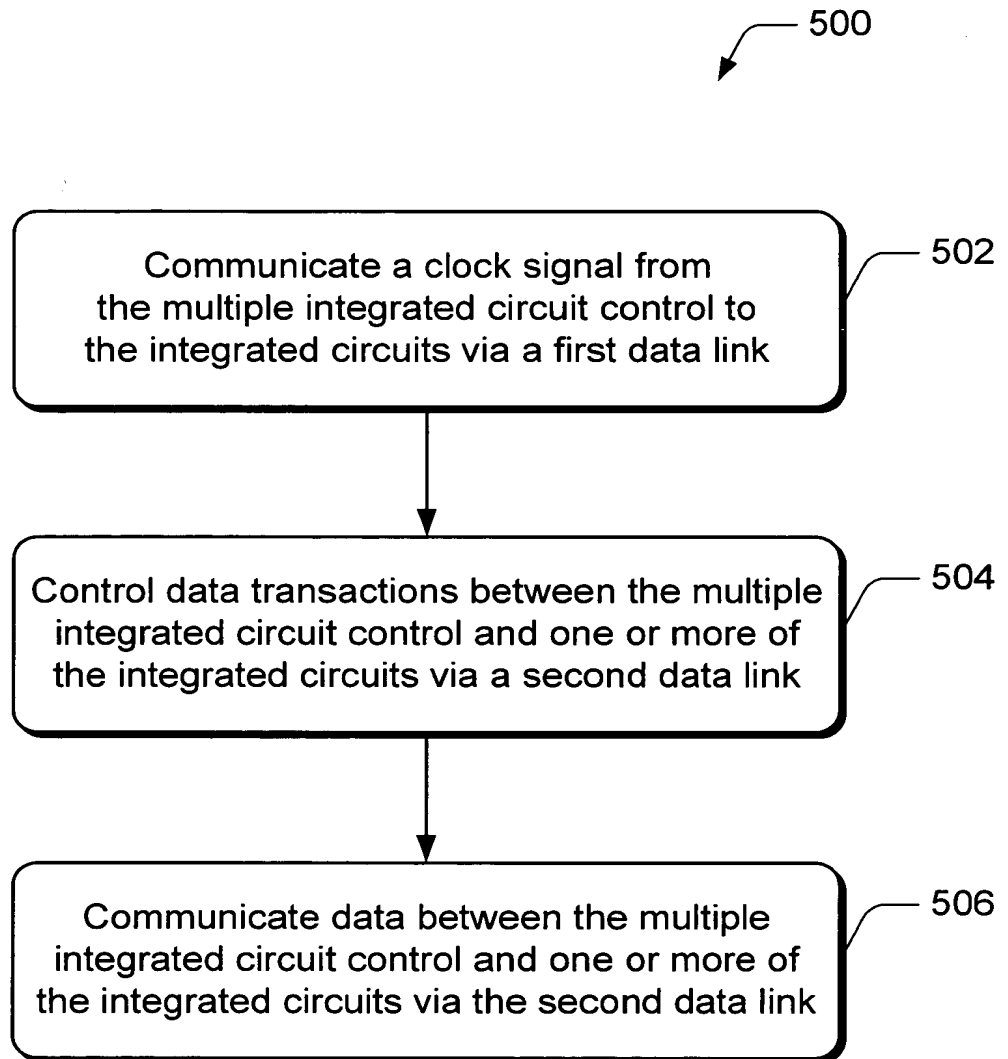 500
Communicate a clock signal from
the multiple integrated circuit control to
the integrated circuits via a first data link
502
Control data transactions between the multiple
integrated circuit control and one or more of
the integrated circuits via a second data link
504
Communicate data between the multiple
integrated circuit control and one or more of
the integrated circuits via the second data link
506